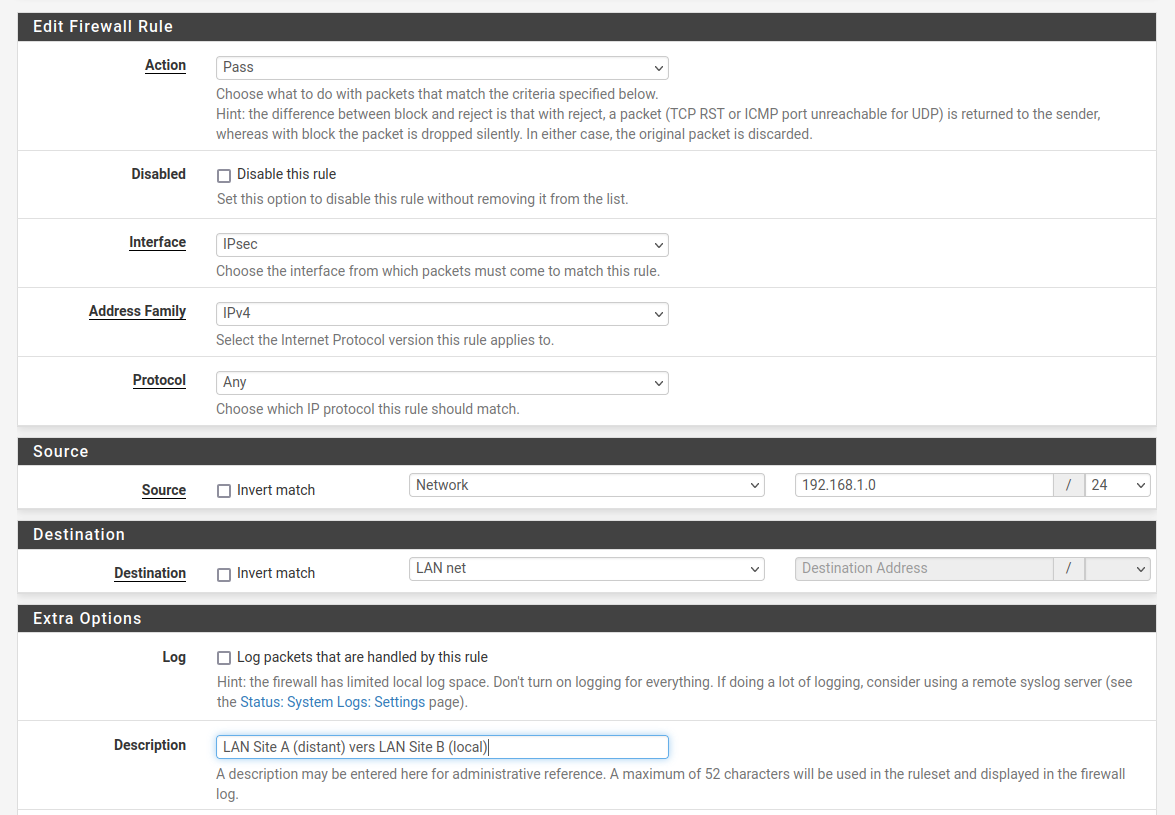 Edit Firewall Rule
Action
Pass
Choose what to do with packets that match the criteria specified below.
Hint: the difference between block and reject is that with reject, a packet (TCP RST or ICMP port unreachable for UDP) is returned to the sender,
whereas with block the packet is dropped silently. In either case, the original packet is discarded.
Disabled
Disable this rule
Set this option to disable this rule without removing it from the list.
Interface
IPsec
Choose the interface from which packets must come to match this rule.
Address Family
IPv4
Select the Internet Protocol version this rule applies to.
Protocol
Any
Choose which IP protocol this rule should match.
Source
Source
Invert match
Network
192.168.1.0
/
24
Destination
Destination
Invert match
LAN net
Destination Address
/
Extra Options
Log
Log packets that are handled by this rule
Hint: the firewall has limited local log space. Don't turn on logging for everything. If doing a lot of logging, consider using a remote syslog server (see
the Status: System Logs: Settings page).
Description
LAN Site A (distant) vers LAN Site B (local)
A description may be entered here for administrative reference. A maximum of 52 characters will be used in the ruleset and displayed in the firewall
log.